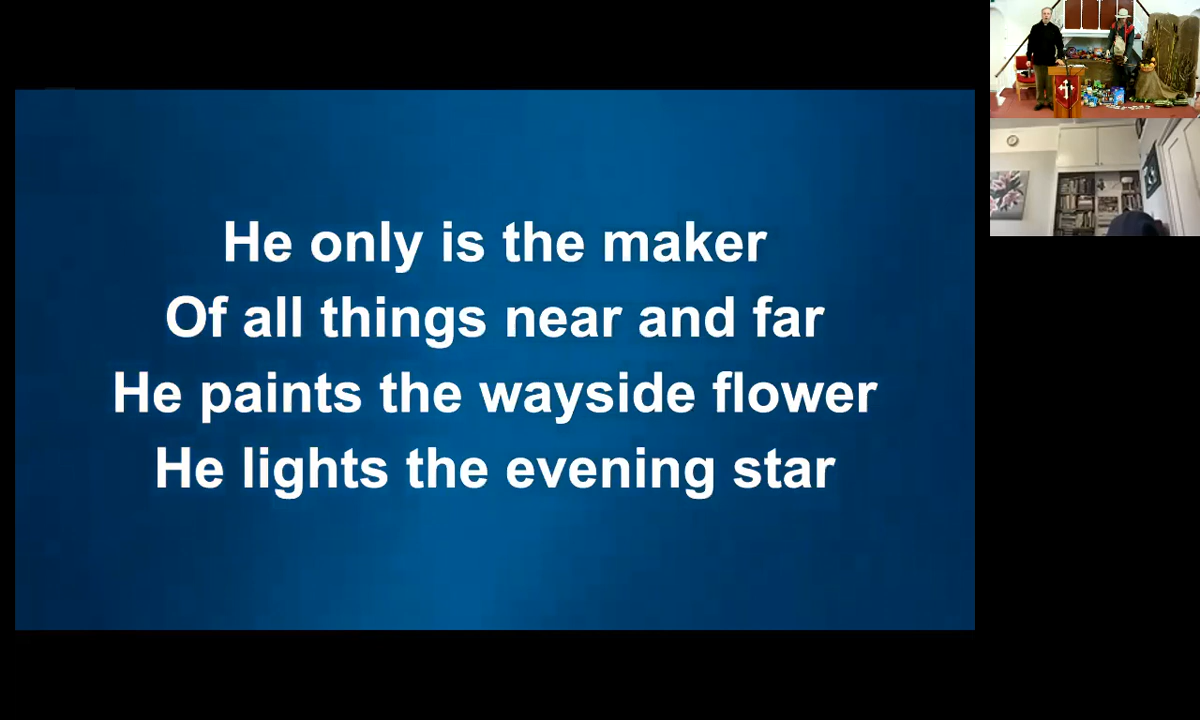 He only is the maker
Of all things near and far
He paints the wayside flower
He lights the evening star